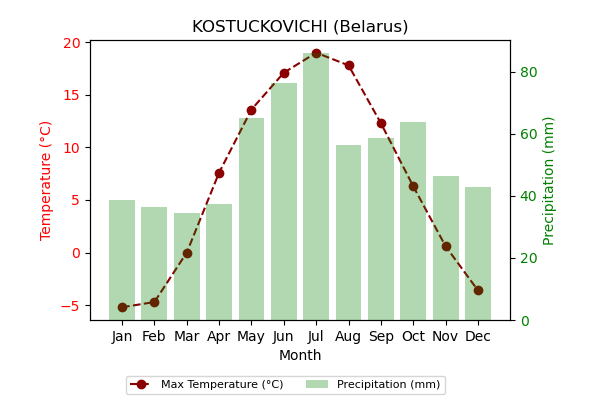 KOSTUCKOVICHI (Belarus)
20
15
10
5
0
−5
Temperature (°C)
80
60
40
20
0
Precipitation (mm)
Jan Feb Mar Apr May Jun Jul Aug Sep Oct Nov Dec
Month
Max Temperature (°C) Precipitation (mm)